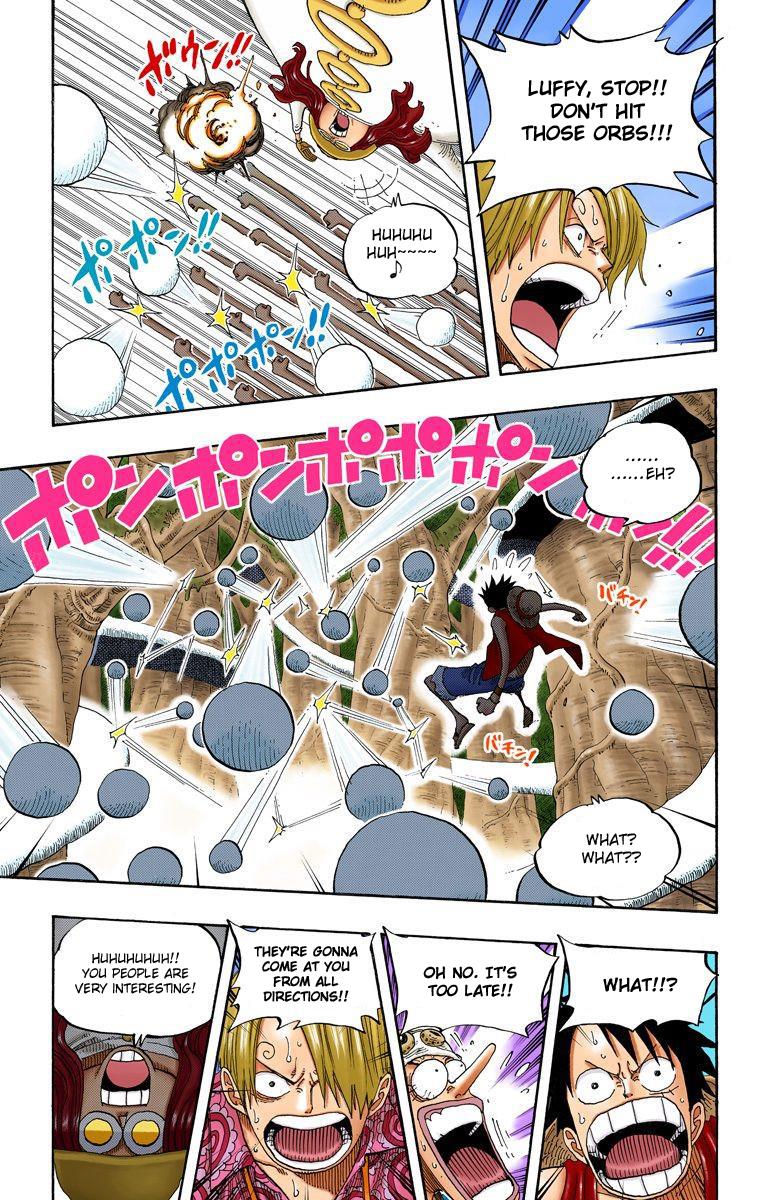 LUFFY, STOP!!
DON'T HIT
THOSE ORBS!!!
ボウン!!
HUHUHU
HUH~~~~
♪
ポポン!!
ポポポン!!
......
......EH?
ポンポンポポポポンポン!!!
バチン!
バチン!
WHAT?
WHAT??
WHAT!!?
OH NO. IT'S
TOO LATE!!
THEY'RE GONNA
COME AT YOU
FROM ALL
DIRECTIONS!!
HUHUHUHUH!!
YOU PEOPLE ARE
VERY INTERESTING!